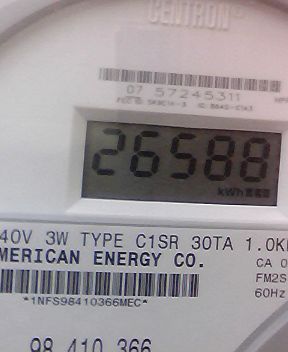 CENTRON®
07 57245311
26588
kWh
40V 3W TYPE C1SR 30TA 1.0K
MERICAN ENERGY CO.
CA 0
FM2S
*1NFS98410366MEC*
60Hz
98 410 366